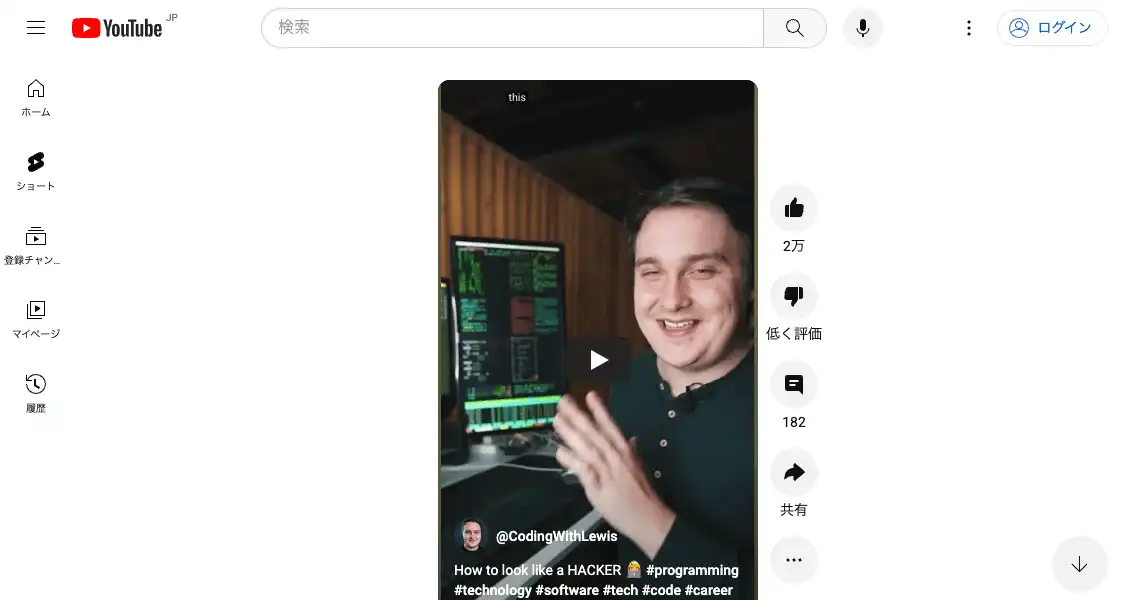 YouTube JP
検索
ログイン
ホーム
ショート
登録チャン...
マイページ
履歴
this
2万
低く評価
182
共有
@CodingWithLewis
How to look like a HACKER #programming
#technology #software #tech #code #career